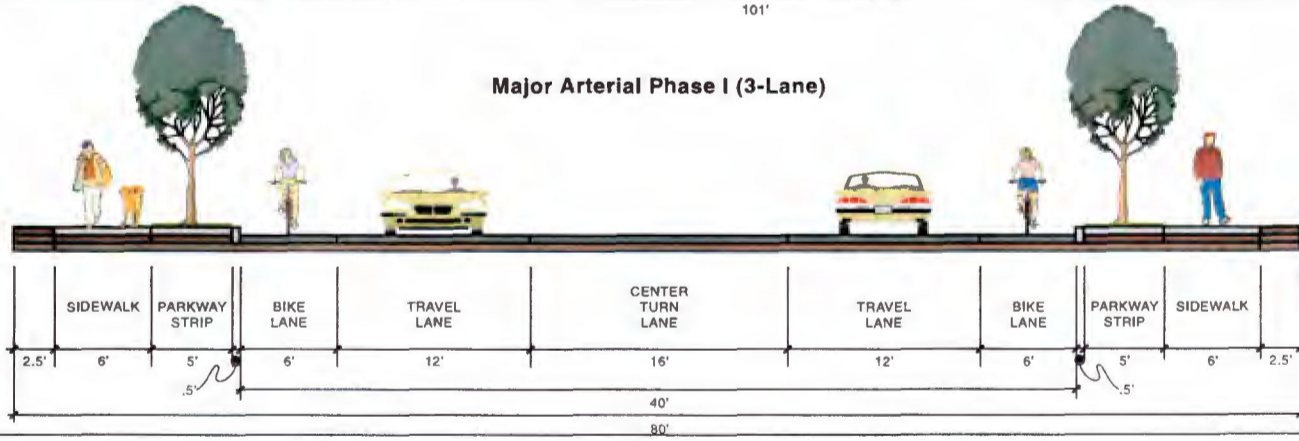 101'
Major Arterial Phase I (3-Lane)
SIDEWALK
PARKWAY
STRIP
BIKE
LANE
TRAVEL
LANE
CENTER
TURN
LANE
TRAVEL
LANE
BIKE
LANE
PARKWAY
STRIP
SIDEWALK
2.5' 6' 5' 6' 12' 16' 12' 6' 5' 6' 2.5'
.5' .5'
40'
80'